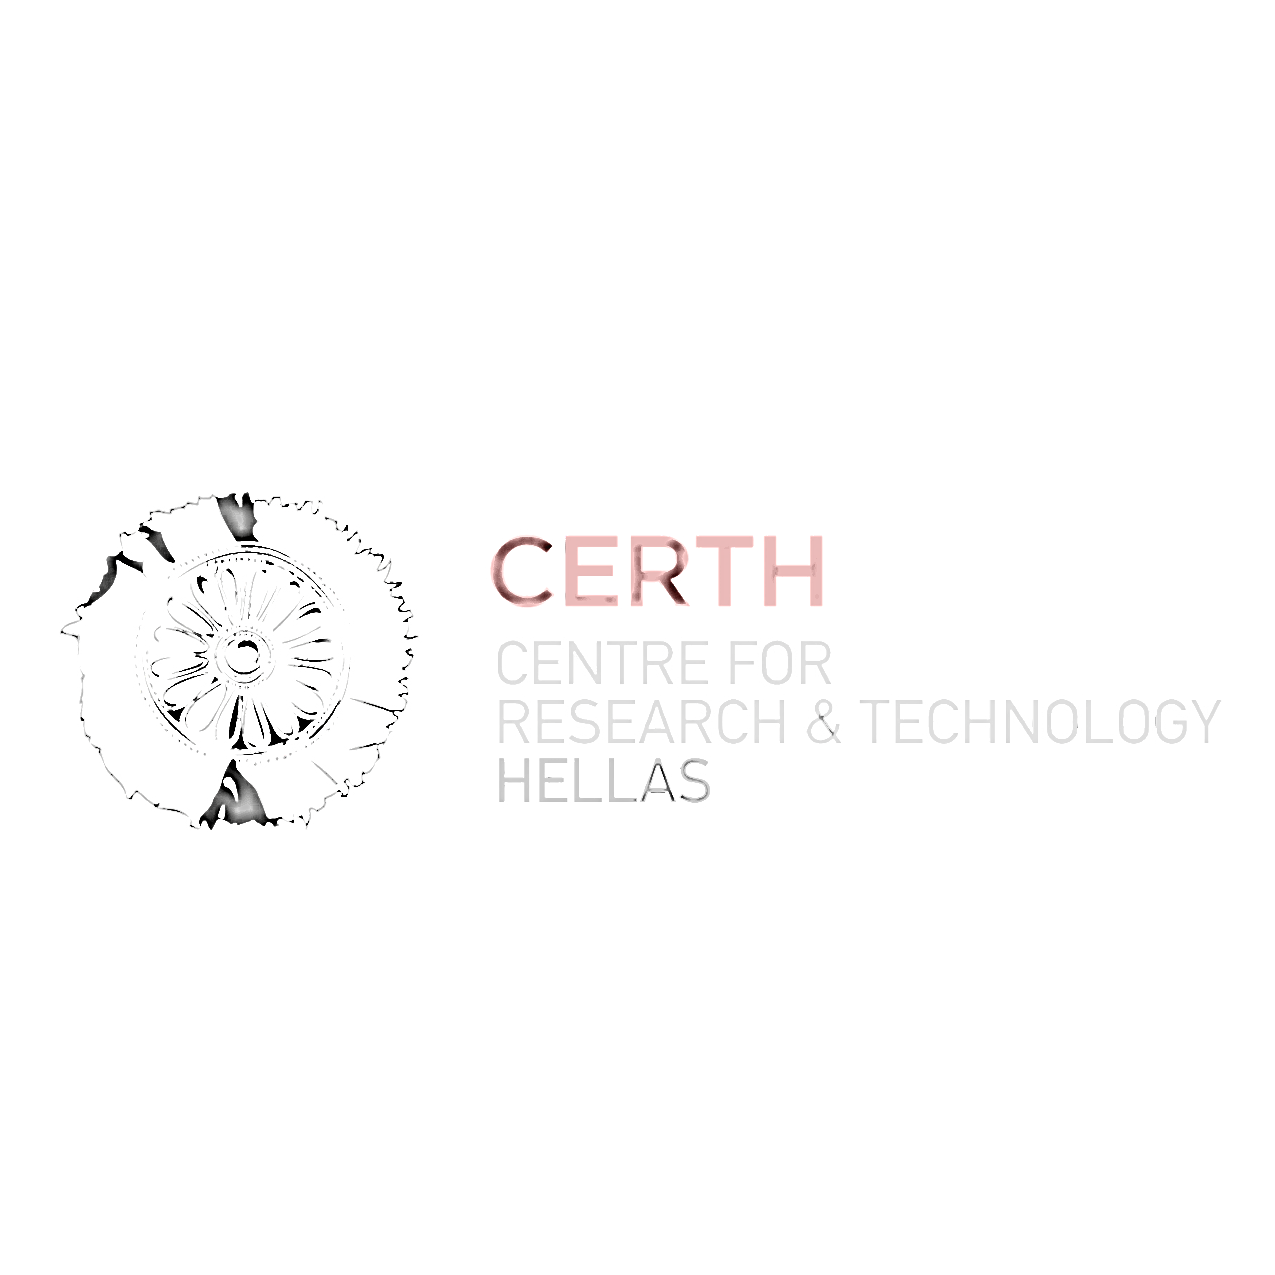 CERTH
CENTRE FOR
RESEARCH & TECHNOLOGY
HELLAS